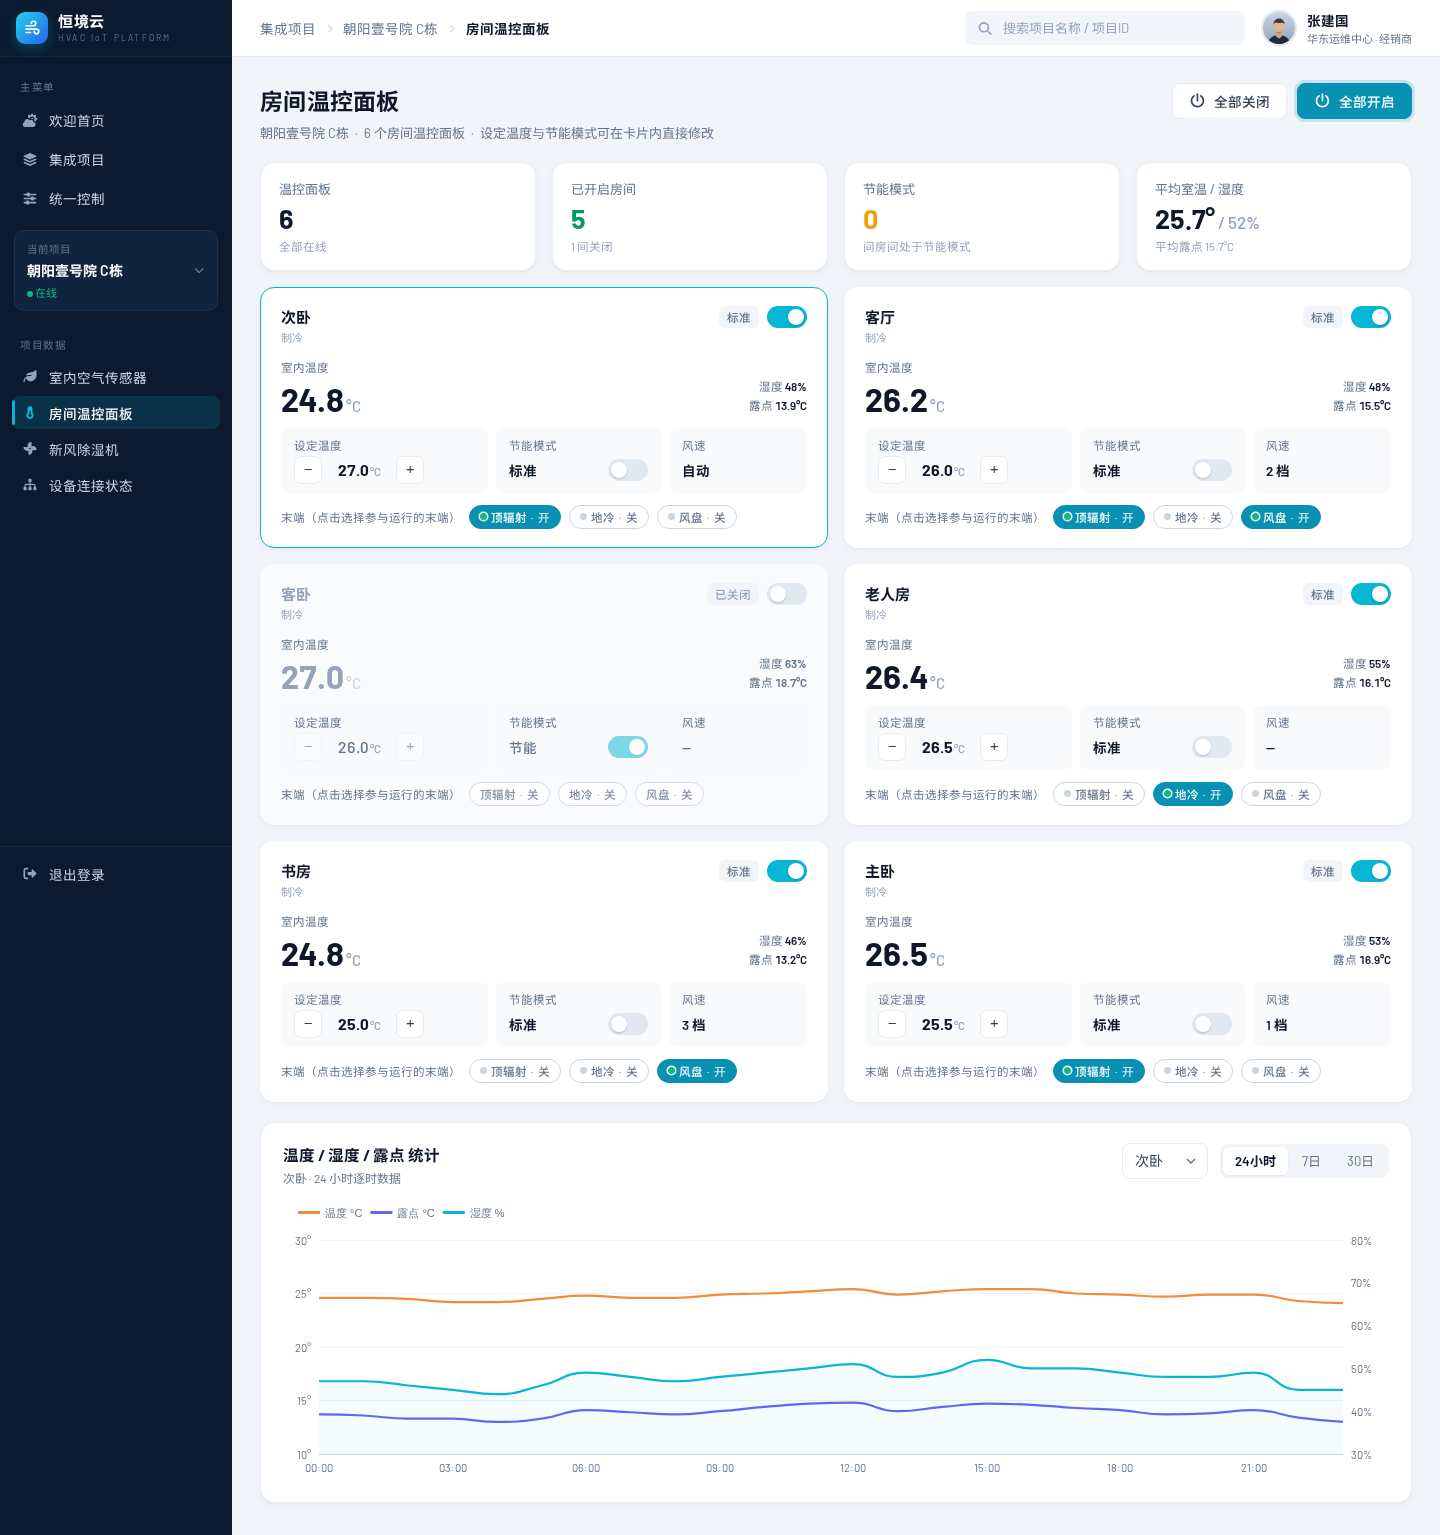 恒境云
HVAC IoT PLATFORM
主菜单
欢迎首页
集成项目
统一控制
当前项目
朝阳壹号院 C栋
在线
项目数据
室内空气传感器
房间温控面板
新风除湿机
设备连接状态
退出登录
集成项目 朝阳壹号院 C栋 房间温控面板
搜索项目名称 / 项目ID
张建国
华东运维中心 · 经销商
房间温控面板
朝阳壹号院 C栋 · 6 个房间温控面板 · 设定温度与节能模式可在卡片内直接修改
全部关闭
全部开启
温控面板
6
全部在线
已开启房间
5
1 间关闭
节能模式
0
间房间处于节能模式
平均室温 / 湿度
25.7° / 52%
平均露点 15.7°C
次卧
标准
制冷
室内温度
24.8°C
湿度 48%
露点 13.9°C
设定温度
− 27.0°C +
节能模式
标准
风速
自动
末端（点击选择参与运行的末端） 顶辐射 · 开 地冷 · 关 风盘 · 关
客厅
标准
制冷
室内温度
26.2°C
湿度 48%
露点 15.5°C
设定温度
− 26.0°C +
节能模式
标准
风速
2 档
末端（点击选择参与运行的末端） 顶辐射 · 开 地冷 · 关 风盘 · 开
客卧
已关闭
制冷
室内温度
27.0°C
湿度 63%
露点 18.7°C
设定温度
− 26.0°C +
节能模式
节能
风速
—
末端（点击选择参与运行的末端） 顶辐射 · 关 地冷 · 关 风盘 · 关
老人房
标准
制冷
室内温度
26.4°C
湿度 55%
露点 16.1°C
设定温度
− 26.5°C +
节能模式
标准
风速
—
末端（点击选择参与运行的末端） 顶辐射 · 关 地冷 · 开 风盘 · 关
书房
标准
制冷
室内温度
24.8°C
湿度 46%
露点 13.2°C
设定温度
− 25.0°C +
节能模式
标准
风速
3 档
末端（点击选择参与运行的末端） 顶辐射 · 关 地冷 · 关 风盘 · 开
主卧
标准
制冷
室内温度
26.5°C
湿度 53%
露点 16.9°C
设定温度
− 25.5°C +
节能模式
标准
风速
1 档
末端（点击选择参与运行的末端） 顶辐射 · 开 地冷 · 关 风盘 · 关
温度 / 湿度 / 露点 统计
次卧 · 24 小时逐时数据
次卧
24小时 7日 30日
温度 °C 露点 °C 湿度 %
30° 80%
70%
25°
60%
20°
50%
15°
40%
10° 30%
00:00 03:00 06:00 09:00 12:00 15:00 18:00 21:00